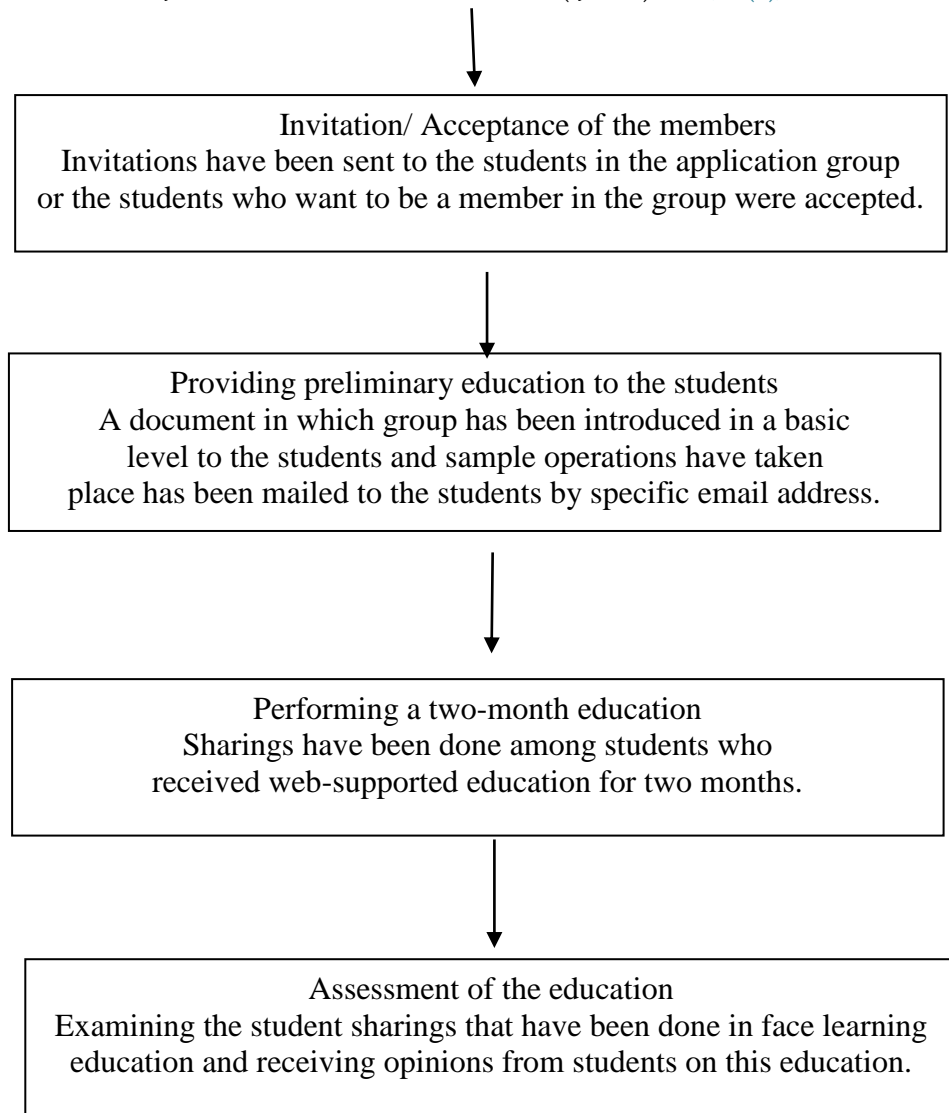 Invitation/ Acceptance of the members
Invitations have been sent to the students in the application group
or the students who want to be a member in the group were accepted.
Providing preliminary education to the students
A document in which group has been introduced in a basic
level to the students and sample operations have taken
place has been mailed to the students by specific email address.
Performing a two-month education
Sharings have been done among students who
received web-supported education for two months.
Assessment of the education
Examining the student sharings that have been done in face learning
education and receiving opinions from students on this education.